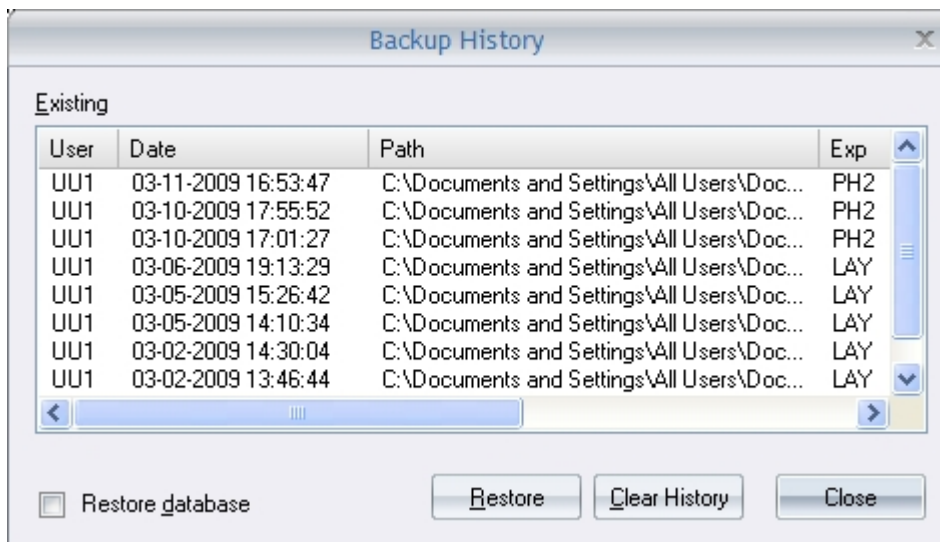 Backup History
Existing
User Date Path Exp
UU1 03-11-2009 16:53:47 C:\Documents and Settings\All Users\Doc... PH2
UU1 03-10-2009 17:55:52 C:\Documents and Settings\All Users\Doc... PH2
UU1 03-10-2009 17:01:27 C:\Documents and Settings\All Users\Doc... PH2
UU1 03-06-2009 19:13:29 C:\Documents and Settings\All Users\Doc... LAY
UU1 03-05-2009 15:26:42 C:\Documents and Settings\All Users\Doc... LAY
UU1 03-05-2009 14:10:34 C:\Documents and Settings\All Users\Doc... LAY
UU1 03-02-2009 14:30:04 C:\Documents and Settings\All Users\Doc... LAY
UU1 03-02-2009 13:46:44 C:\Documents and Settings\All Users\Doc... LAY
Restore database Restore Clear History Close